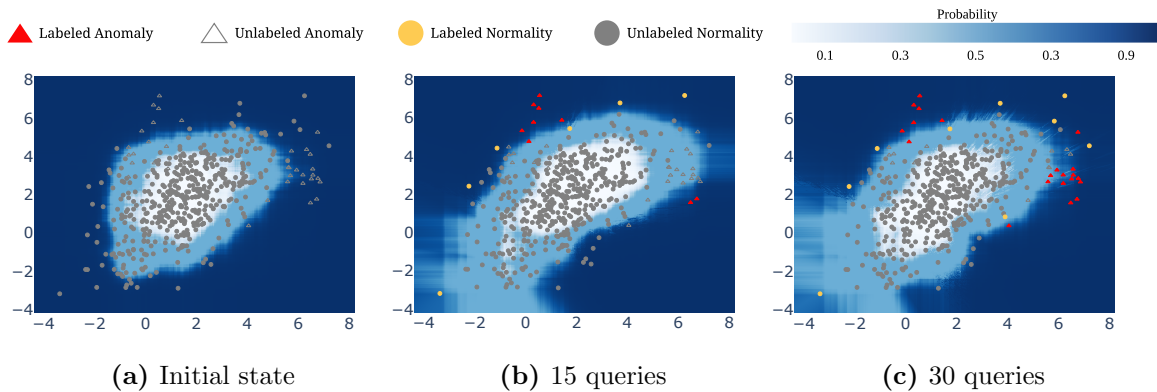 Probability
Labeled Anomaly Unlabeled Anomaly Labeled Normality Unlabeled Normality
0.1 0.3 0.5 0.3 0.9
8 8 8
6 6 6
4 4 4
2 2 2
0 0 0
−2 −2 −2
−4 −4 −4
−4 −2 0 2 4 6 8 −4 −2 0 2 4 6 8 −4 −2 0 2 4 6 8
(a) Initial state (b) 15 queries (c) 30 queries